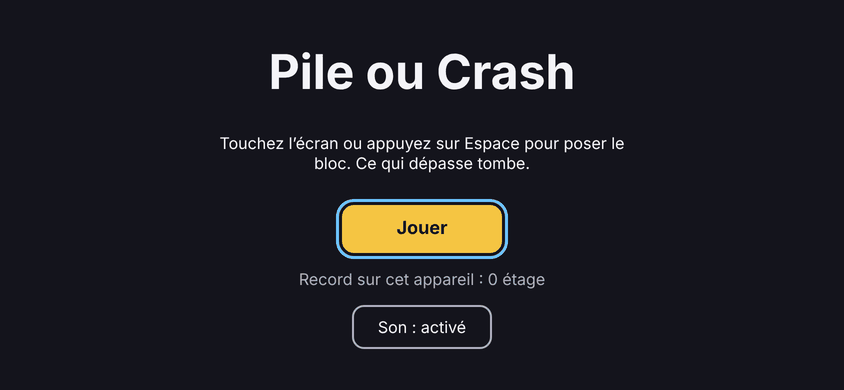 Pile ou Crash
Touchez l’écran ou appuyez sur Espace pour poser le
bloc. Ce qui dépasse tombe.
Jouer
Record sur cet appareil : 0 étage
Son : activé